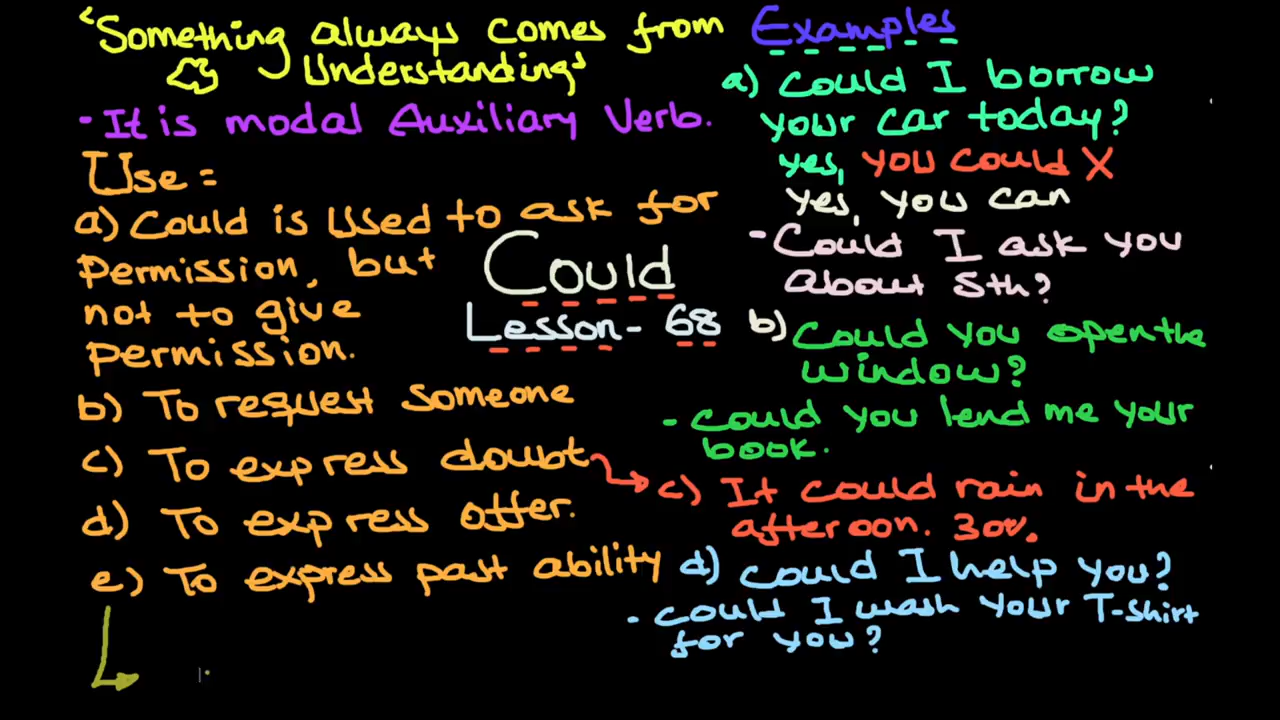 "Something always comes from
Understanding"
- It is modal Auxiliary Verb.
Use =
a) Could is used to ask for
permission, but
not to give
permission.
b) To request someone
c) To express doubt
d) To express offer.
e) To express past ability
Could
Lesson - 68
Examples
a) Could I borrow
your car today?
yes, you could X
yes, you can
- Could I ask you
about sth?
b) Could you open the
window?
- Could you lend me your
book.
c) It could rain in the
afternoon. 30%.
d) Could I help you?
- Could I wash your T-shirt
for you?